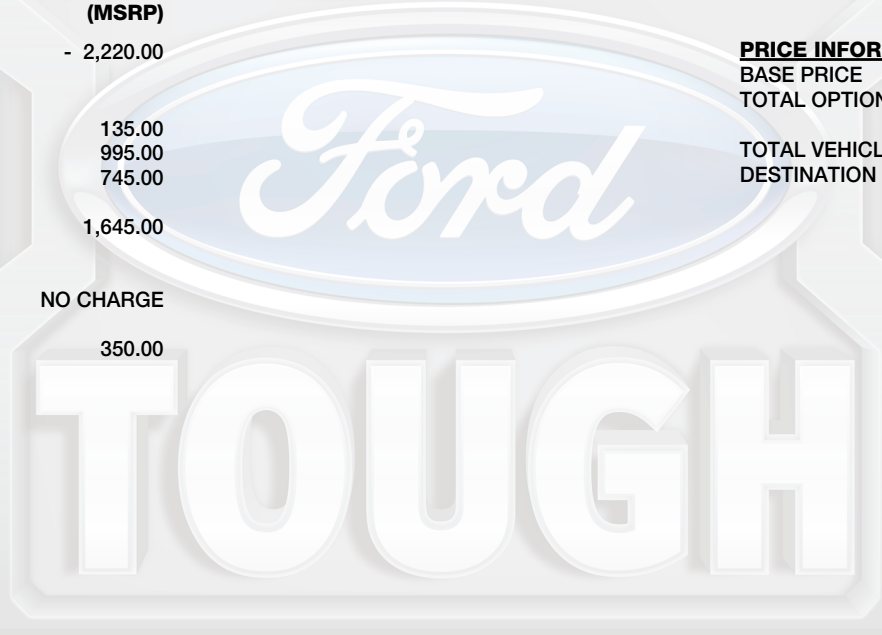 (MSRP)
- 2,220.00
135.00
995.00
745.00
1,645.00
NO CHARGE
350.00
PRICE INFOR
BASE PRICE
TOTAL OPTION
TOTAL VEHICL
DESTINATION
Ford
TOUGH